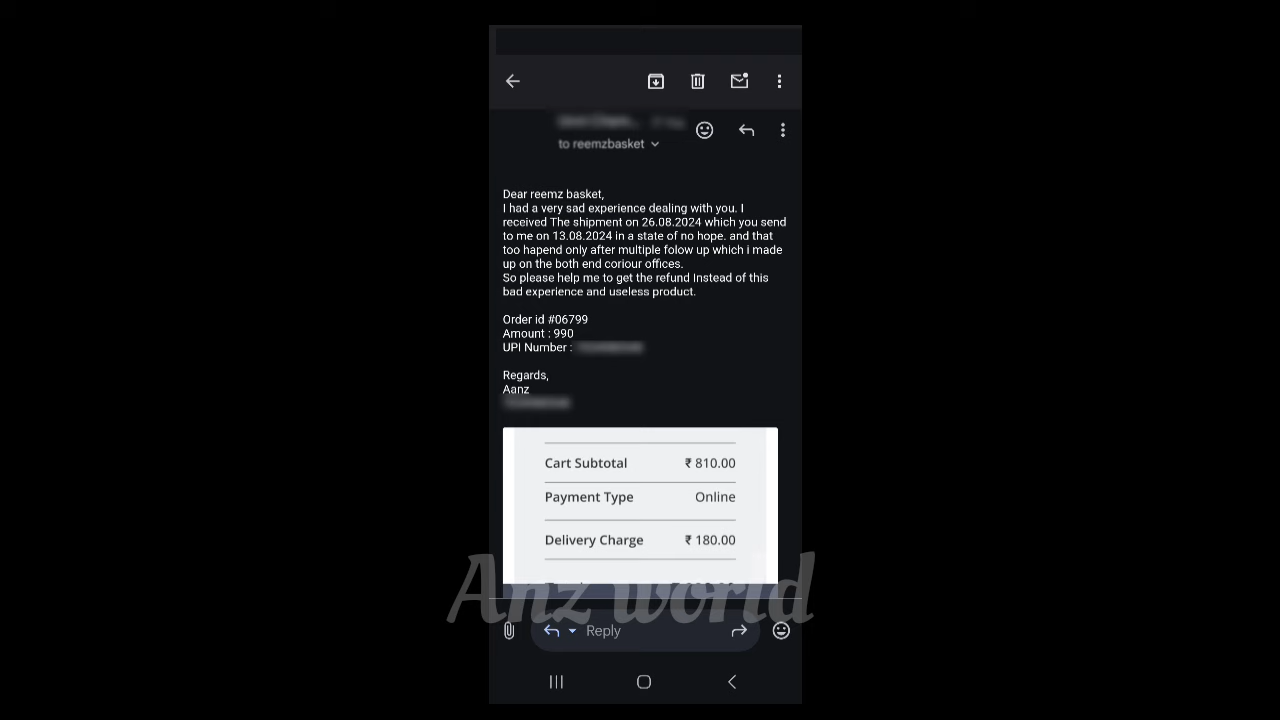 to reemzbasket
Dear reemz basket,
I had a very sad experience dealing with you. I
received The shipment on 26.08.2024 which you send
to me on 13.08.2024 in a state of no hope. and that
too hapend only after multiple folow up which i made
up on the both end coriour offices.
So please help me to get the refund Instead of this
bad experience and useless product.
Order id #06799
Amount : 990
UPI Number :
Regards,
Aanz
Cart Subtotal ₹ 810.00
Payment Type Online
Delivery Charge ₹ 180.00
Anz world
Reply